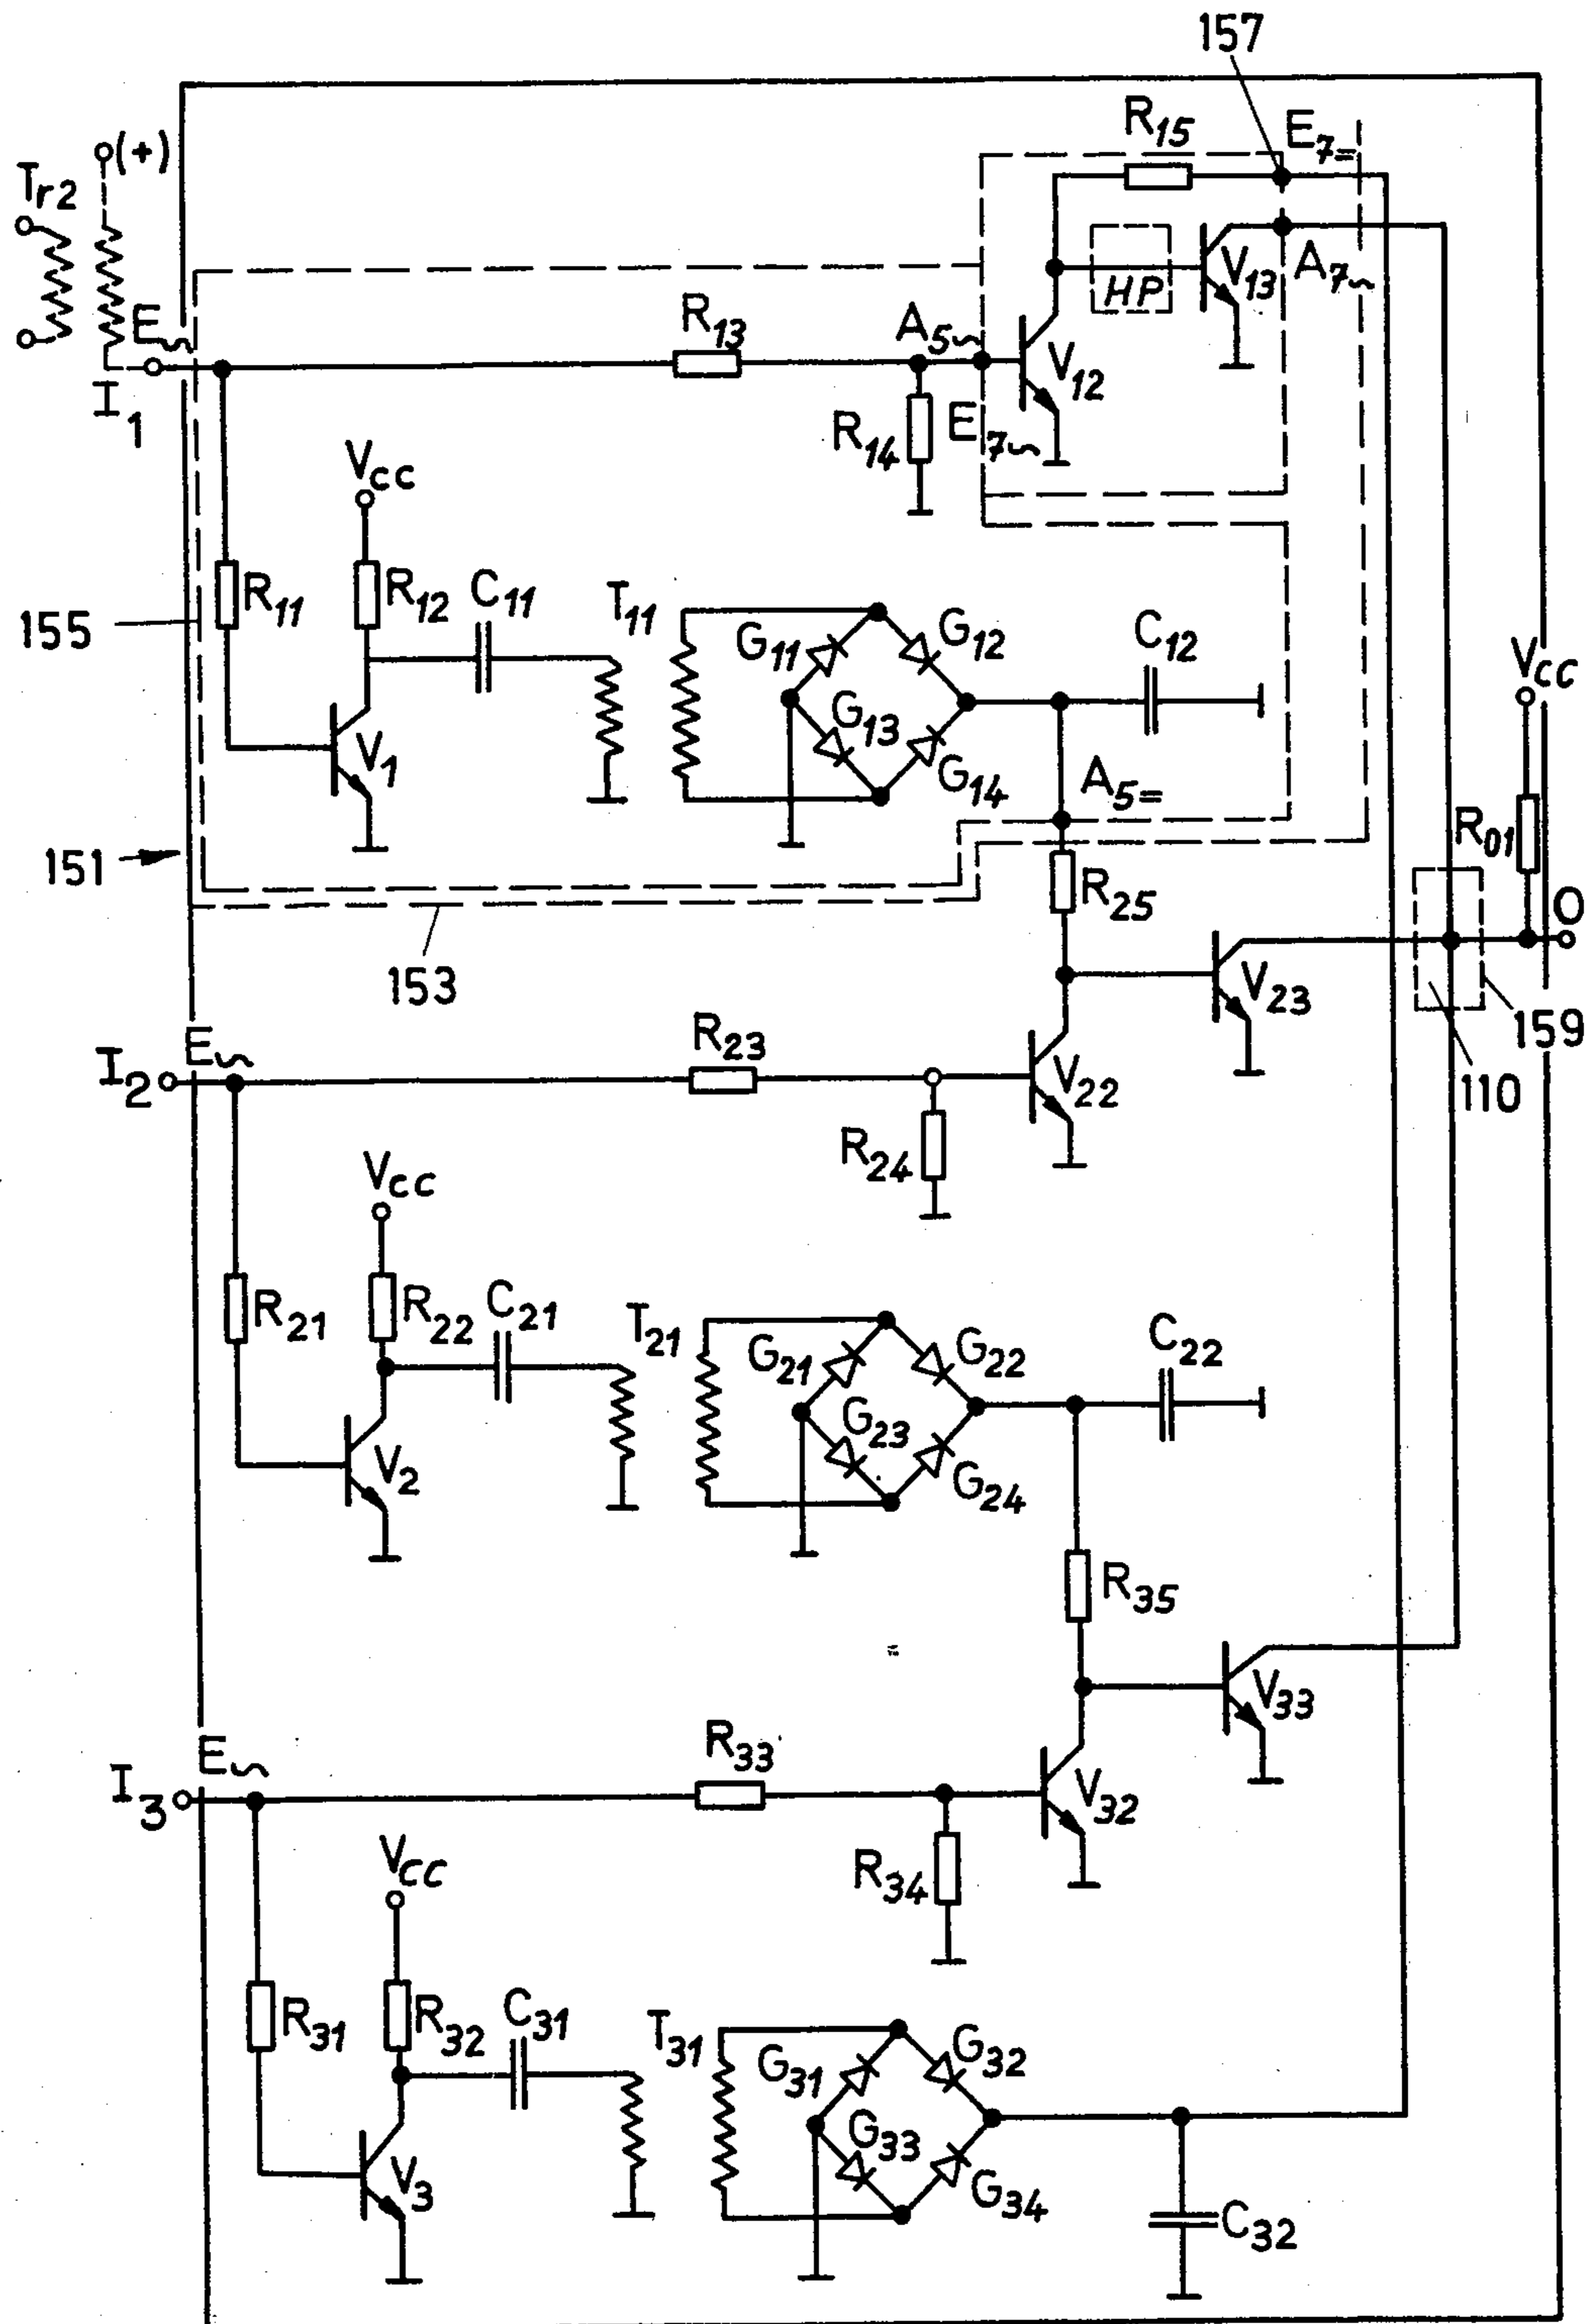 157
R15
E7=
(+)
Tr2
HP
V13
A7~
E~
R13
A5~
V12
I1
R14
E7~
Vcc
R11
R12
C11
T11
G11
G12
C12
155
Vcc
G13
V1
G14
A5=
R01
151
R25
O
153
V23
159
E~
R23
I2
V22
110
R24
Vcc
R21
R22
C21
T21
G21
G22
C22
G23
V2
G24
R35
V33
E~
R33
I3
V32
Vcc
R34
R31
R32
C31
T31
G31
G32
G33
V3
G34
C32